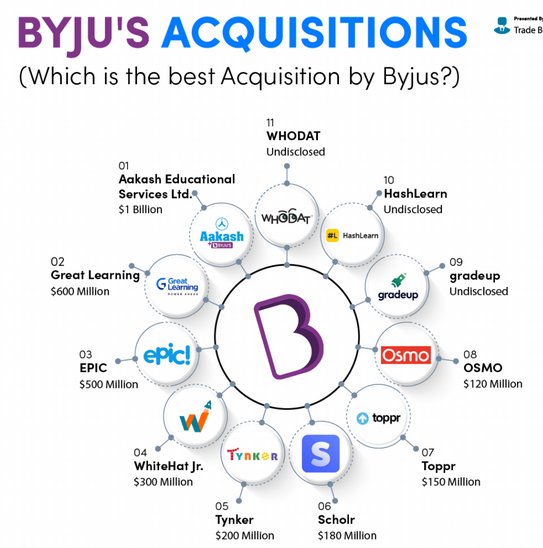 BYJU'S ACQUISITIONS
Presented By
Trade B
(Which is the best Acquisition by Byjus?)
11
WHODAT
Undisclosed
01
Aakash Educational
Services Ltd.
$1 Billion
10
HashLearn
Undisclosed
WHODAT
Aakash
BYJU'S
#L HashLearn
02
Great Learning
$600 Million
Great
Learning
POWER AHEAD
gradeup
09
gradeup
Undisclosed
03
EPIC
$500 Million
epic!
B
Osmo
08
OSMO
$120 Million
W
toppr
04
WhiteHat Jr.
$300 Million
TYNKER
S
07
Toppr
$150 Million
05
Tynker
$200 Million
06
Scholr
$180 Million